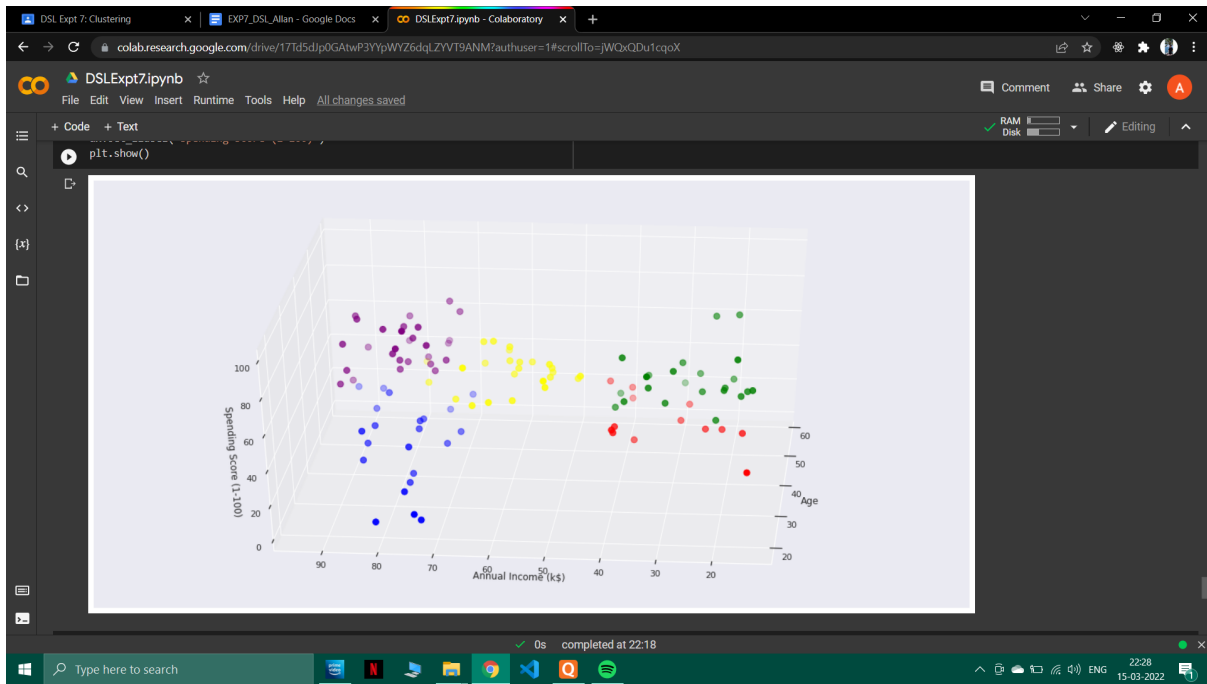 DSL Expt 7: Clustering
EXP7_DSL_Allan - Google Docs
DSLExpt7.ipynb - Colaboratory
colab.research.google.com/drive/17Td5dJp0GAtwP3YYpWYZ6dqLZYVT9ANM?authuser=1#scrollTo=jWQxQDu1cqoX
DSLExpt7.ipynb
Comment
Share
A
File Edit View Insert Runtime Tools Help All changes saved
+ Code + Text
RAM
Disk
Editing
plt.show()
{x}
100
80
60
40
20
0
Spending Score (1-100)
90
80
70
60
50
40
30
20
Annual Income (k$)
60
50
40
30
20
Age
0s completed at 22:18
Type here to search
prime video
N
Q
ENG
22:28
15-03-2022
1